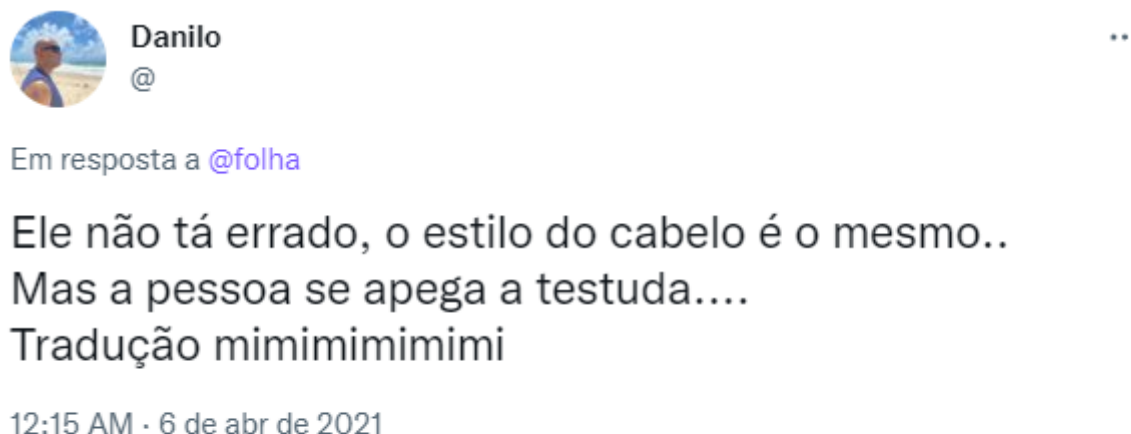 Danilo
@
Em resposta a @folha
Ele não tá errado, o estilo do cabelo é o mesmo..
Mas a pessoa se apega a testuda....
Tradução mimimimimimi
12:15 AM · 6 de abr de 2021